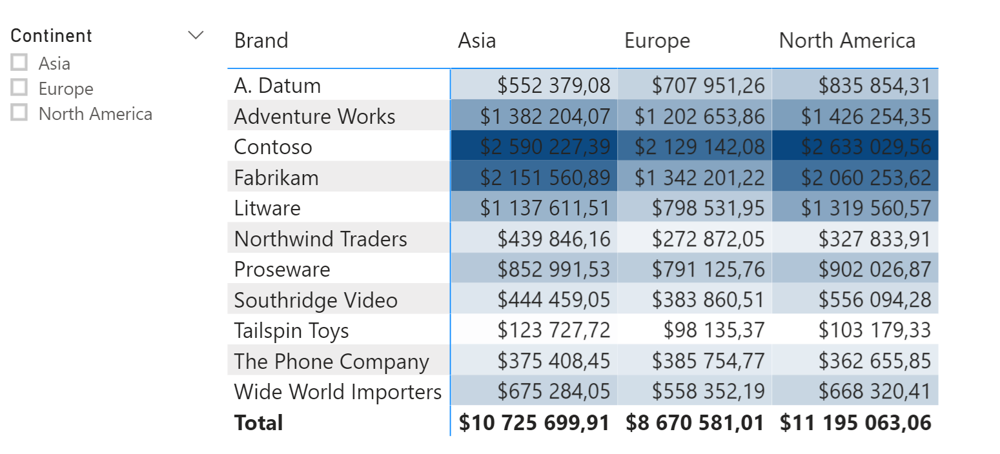 Continent
Asia
Europe
North America
Brand Asia Europe North America
A. Datum $552 379,08 $707 951,26 $835 854,31
Adventure Works $1 382 204,07 $1 202 653,86 $1 426 254,35
Contoso $2 590 227,39 $2 129 142,08 $2 633 029,56
Fabrikam $2 151 560,89 $1 342 201,22 $2 060 253,62
Litware $1 137 611,51 $798 531,95 $1 319 560,57
Northwind Traders $439 846,16 $272 872,05 $327 833,91
Proseware $852 991,53 $791 125,76 $902 026,87
Southridge Video $444 459,05 $383 860,51 $556 094,28
Tailspin Toys $123 727,72 $98 135,37 $103 179,33
The Phone Company $375 408,45 $385 754,77 $362 655,85
Wide World Importers $675 284,05 $558 352,19 $668 320,41
Total $10 725 699,91 $8 670 581,01 $11 195 063,06